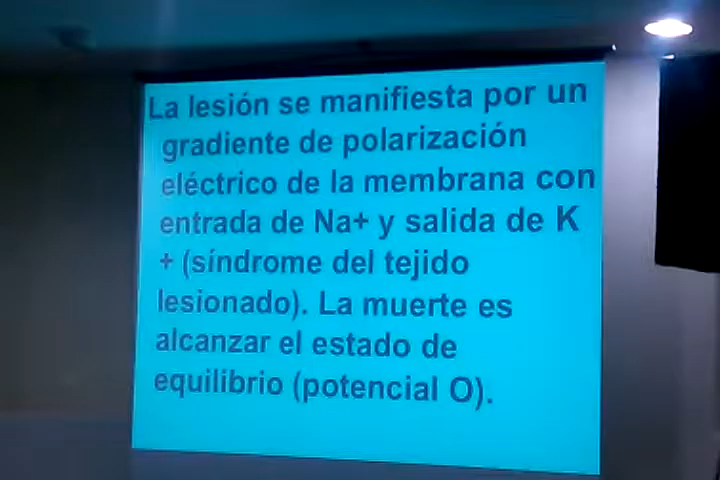 La lesión se manifiesta por un
gradiente de polarización
eléctrico de la membrana con
entrada de Na+ y salida de K
+ (síndrome del tejido
lesionado). La muerte es
alcanzar el estado de
equilibrio (potencial O).